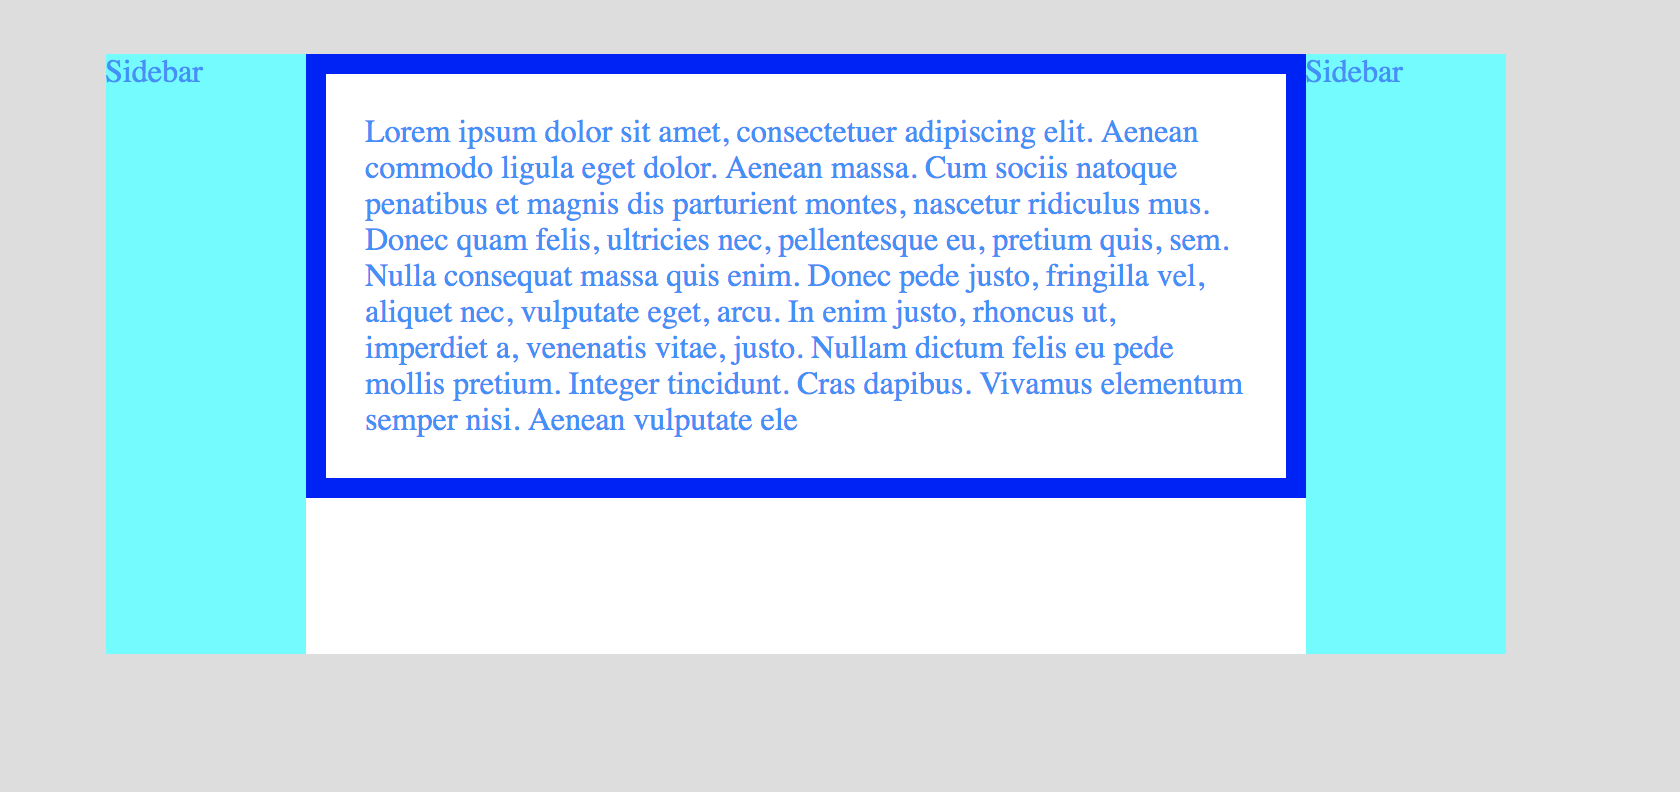 Sidebar
Lorem ipsum dolor sit amet, consectetuer adipiscing elit. Aenean
commodo ligula eget dolor. Aenean massa. Cum sociis natoque
penatibus et magnis dis parturient montes, nascetur ridiculus mus.
Donec quam felis, ultricies nec, pellentesque eu, pretium quis, sem.
Nulla consequat massa quis enim. Donec pede justo, fringilla vel,
aliquet nec, vulputate eget, arcu. In enim justo, rhoncus ut,
imperdiet a, venenatis vitae, justo. Nullam dictum felis eu pede
mollis pretium. Integer tincidunt. Cras dapibus. Vivamus elementum
semper nisi. Aenean vulputate ele
Sidebar